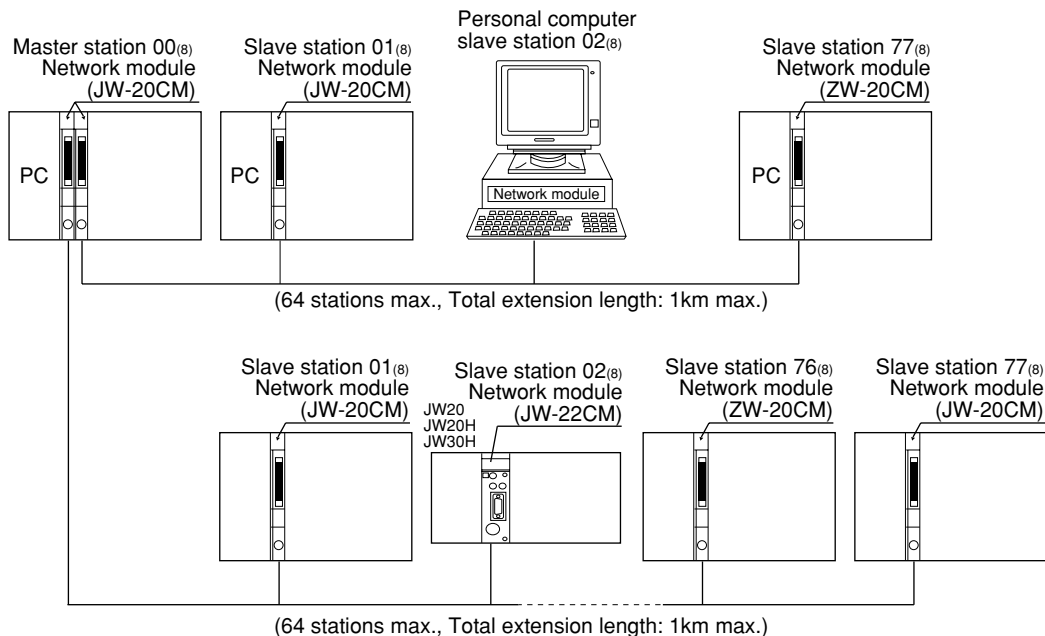 Personal computer
slave station 02(8)
Master station 00(8)
Network module
(JW-20CM)
Slave station 01(8)
Network module
(JW-20CM)
Slave station 77(8)
Network module
(ZW-20CM)
PC
PC
Network module
PC
(64 stations max., Total extension length: 1km max.)
Slave station 01(8)
Network module
(JW-20CM)
Slave station 02(8)
Network module
(JW-22CM)
JW20
JW20H
JW30H
Slave station 76(8)
Network module
(ZW-20CM)
Slave station 77(8)
Network module
(JW-20CM)
(64 stations max., Total extension length: 1km max.)